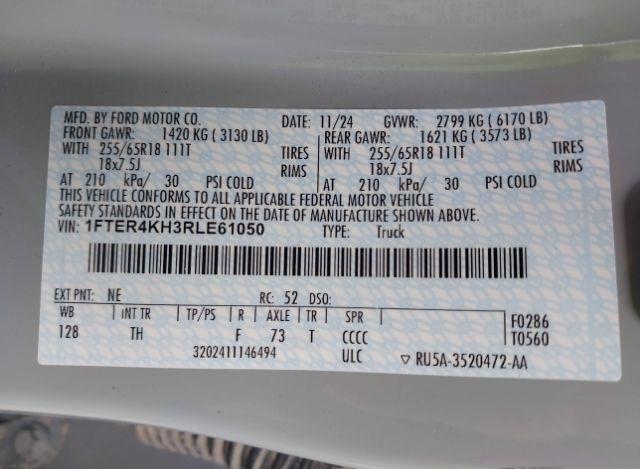 MFD. BY FORD MOTOR CO. DATE: 11/24 GVWR: 2799 KG ( 6170 LB)
FRONT GAWR: 1420 KG ( 3130 LB) REAR GAWR: 1621 KG ( 3573 LB)
WITH 255/65R18 111T TIRES WITH 255/65R18 111T TIRES
18x7.5J RIMS 18x7.5J RIMS
AT 210 kPa/ 30 PSI COLD AT 210 kPa/ 30 PSI COLD
THIS VEHICLE CONFORMS TO ALL APPLICABLE FEDERAL MOTOR VEHICLE
SAFETY STANDARDS IN EFFECT ON THE DATE OF MANUFACTURE SHOWN ABOVE.
VIN: 1FTER4KH3RLE61050 TYPE: Truck
EXT PNT: NE RC: 52 DSO:
WB INT TR TP/PS R AXLE TR SPR F0286
128 TH F 73 T CCCC T0560
3202411146494 ULC ▽ RU5A-3520472-AA